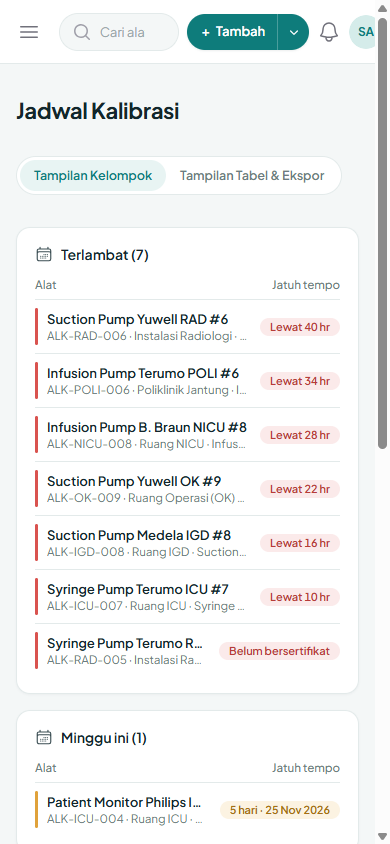 Cari ala
+ Tambah
SA
Jadwal Kalibrasi
Tampilan Kelompok
Tampilan Tabel & Ekspor
Terlambat (7)
Alat
Jatuh tempo
Suction Pump Yuwell RAD #6
ALK-RAD-006 · Instalasi Radiologi · ...
Lewat 40 hr
Infusion Pump Terumo POLI #6
ALK-POLI-006 · Poliklinik Jantung · I...
Lewat 34 hr
Infusion Pump B. Braun NICU #8
ALK-NICU-008 · Ruang NICU · Infus...
Lewat 28 hr
Suction Pump Yuwell OK #9
ALK-OK-009 · Ruang Operasi (OK) ...
Lewat 22 hr
Suction Pump Medela IGD #8
ALK-IGD-008 · Ruang IGD · Suction...
Lewat 16 hr
Syringe Pump Terumo ICU #7
ALK-ICU-007 · Ruang ICU · Syringe ...
Lewat 10 hr
Syringe Pump Terumo R...
ALK-RAD-005 · Instalasi Ra...
Belum bersertifikat
Minggu ini (1)
Alat
Jatuh tempo
Patient Monitor Philips I...
ALK-ICU-004 · Ruang ICU · ...
5 hari · 25 Nov 2026